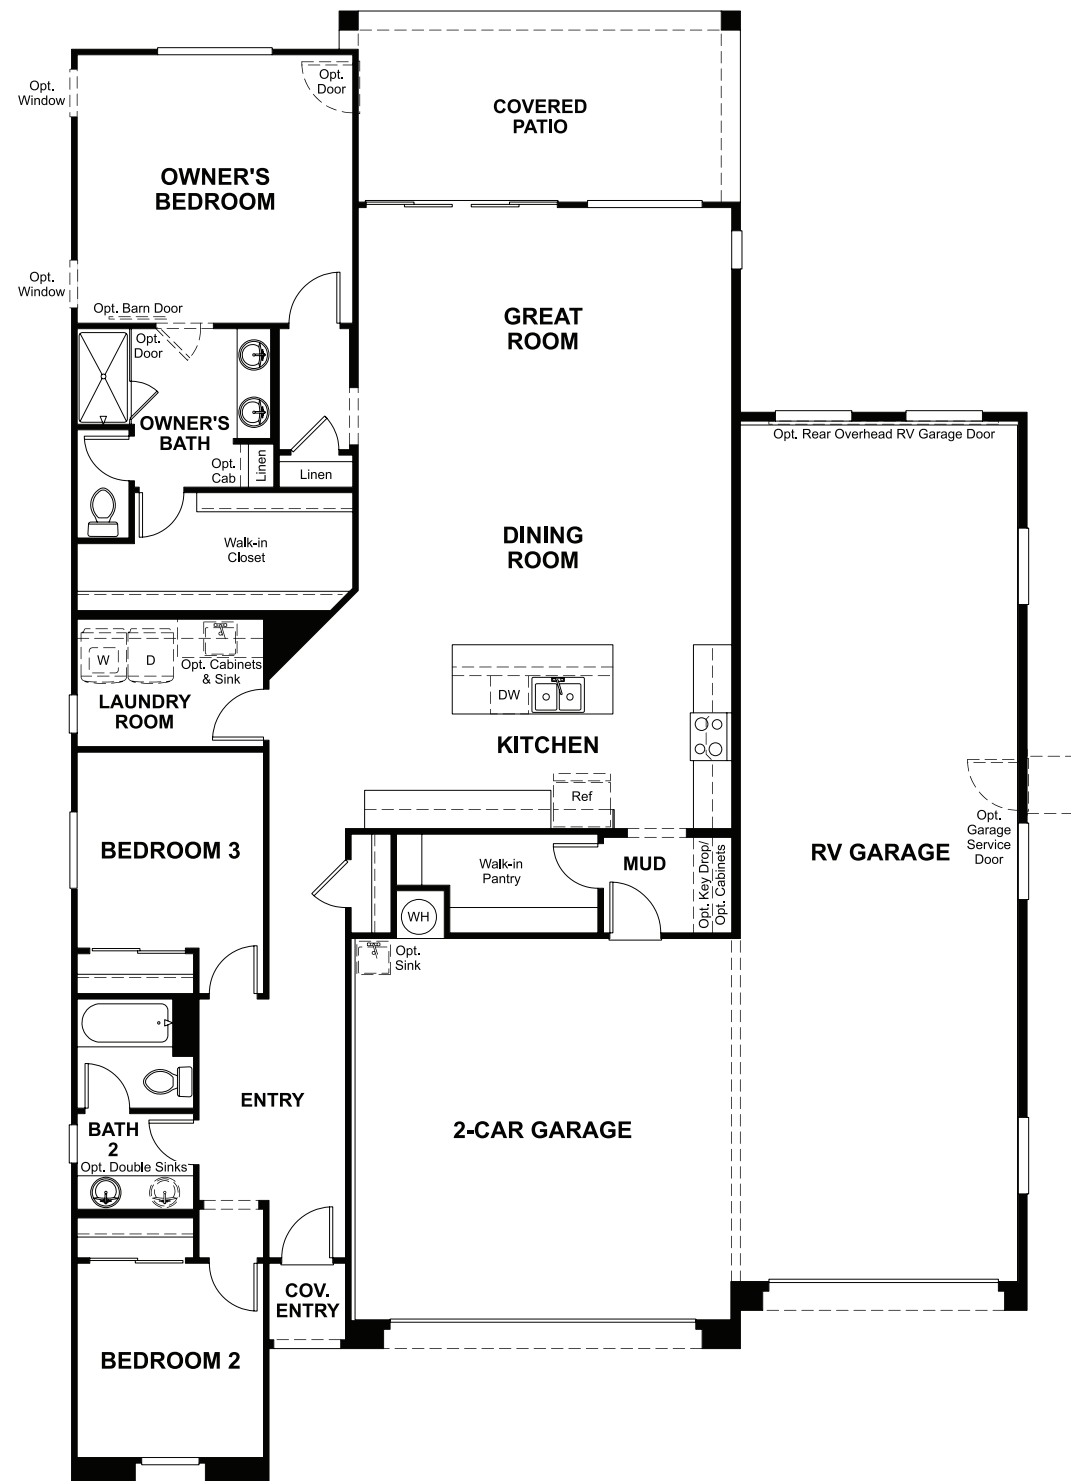 Opt.
Window
Opt.
Door
COVERED
PATIO
OWNER'S
BEDROOM
Opt.
Window
Opt. Barn Door
Opt.
Door
GREAT
ROOM
OWNER'S
BATH
Opt.
Cab
Linen
Linen
Opt. Rear Overhead RV Garage Door
Walk-in
Closet
DINING
ROOM
W
D
Opt. Cabinets
& Sink
LAUNDRY
ROOM
DW
KITCHEN
Ref
BEDROOM 3
Walk-in
Pantry
MUD
Opt. Key Drop/
Opt. Cabinets
RV GARAGE
Opt.
Garage
Service
Door
WH
Opt.
Sink
ENTRY
BATH
2
Opt. Double Sinks
2-CAR GARAGE
COV.
ENTRY
BEDROOM 2